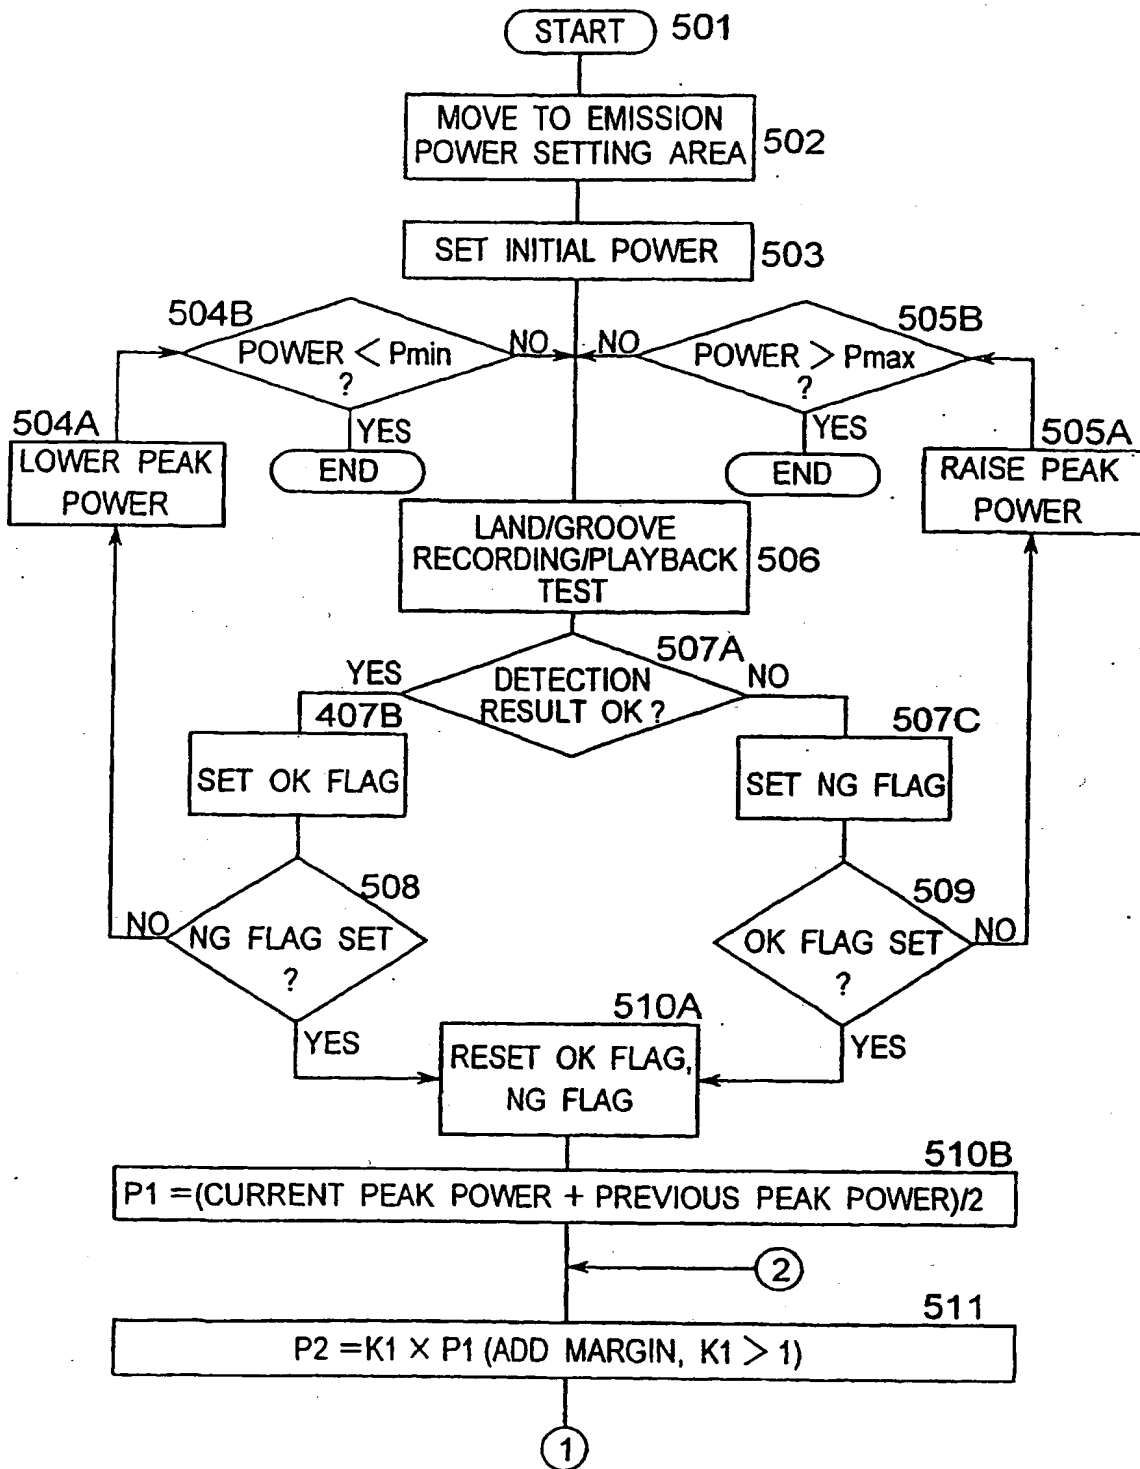 START 501
MOVE TO EMISSION
POWER SETTING AREA 502
SET INITIAL POWER 503
504B
POWER < Pmin
?
NO
YES
END
505B
POWER > Pmax
?
NO
YES
END
504A
LOWER PEAK
POWER
505A
RAISE PEAK
POWER
LAND/GROOVE
RECORDING/PLAYBACK
TEST
506
507A
DETECTION
RESULT OK ?
YES
NO
407B
SET OK FLAG
507C
SET NG FLAG
508
NG FLAG SET
?
NO
YES
509
OK FLAG SET
?
NO
YES
510A
RESET OK FLAG,
NG FLAG
510B
P1 =(CURRENT PEAK POWER + PREVIOUS PEAK POWER)/2
2
511
P2 =K1 × P1 (ADD MARGIN, K1 > 1)
1